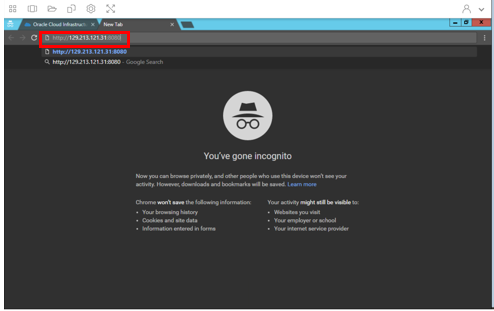 Oracle Cloud Infrastruct
New Tab
http://129.213.121.31:8080
http://129.213.121.31:8080
http://129.213.121.31:8080 - Google Search
You've gone incognito
Now you can browse privately, and other people who use this device won't see your
activity. However, downloads and bookmarks will be saved. Learn more
Chrome won't save the following information:
• Your browsing history
• Cookies and site data
• Information entered in forms
Your activity might still be visible to:
• Websites you visit
• Your employer or school
• Your internet service provider